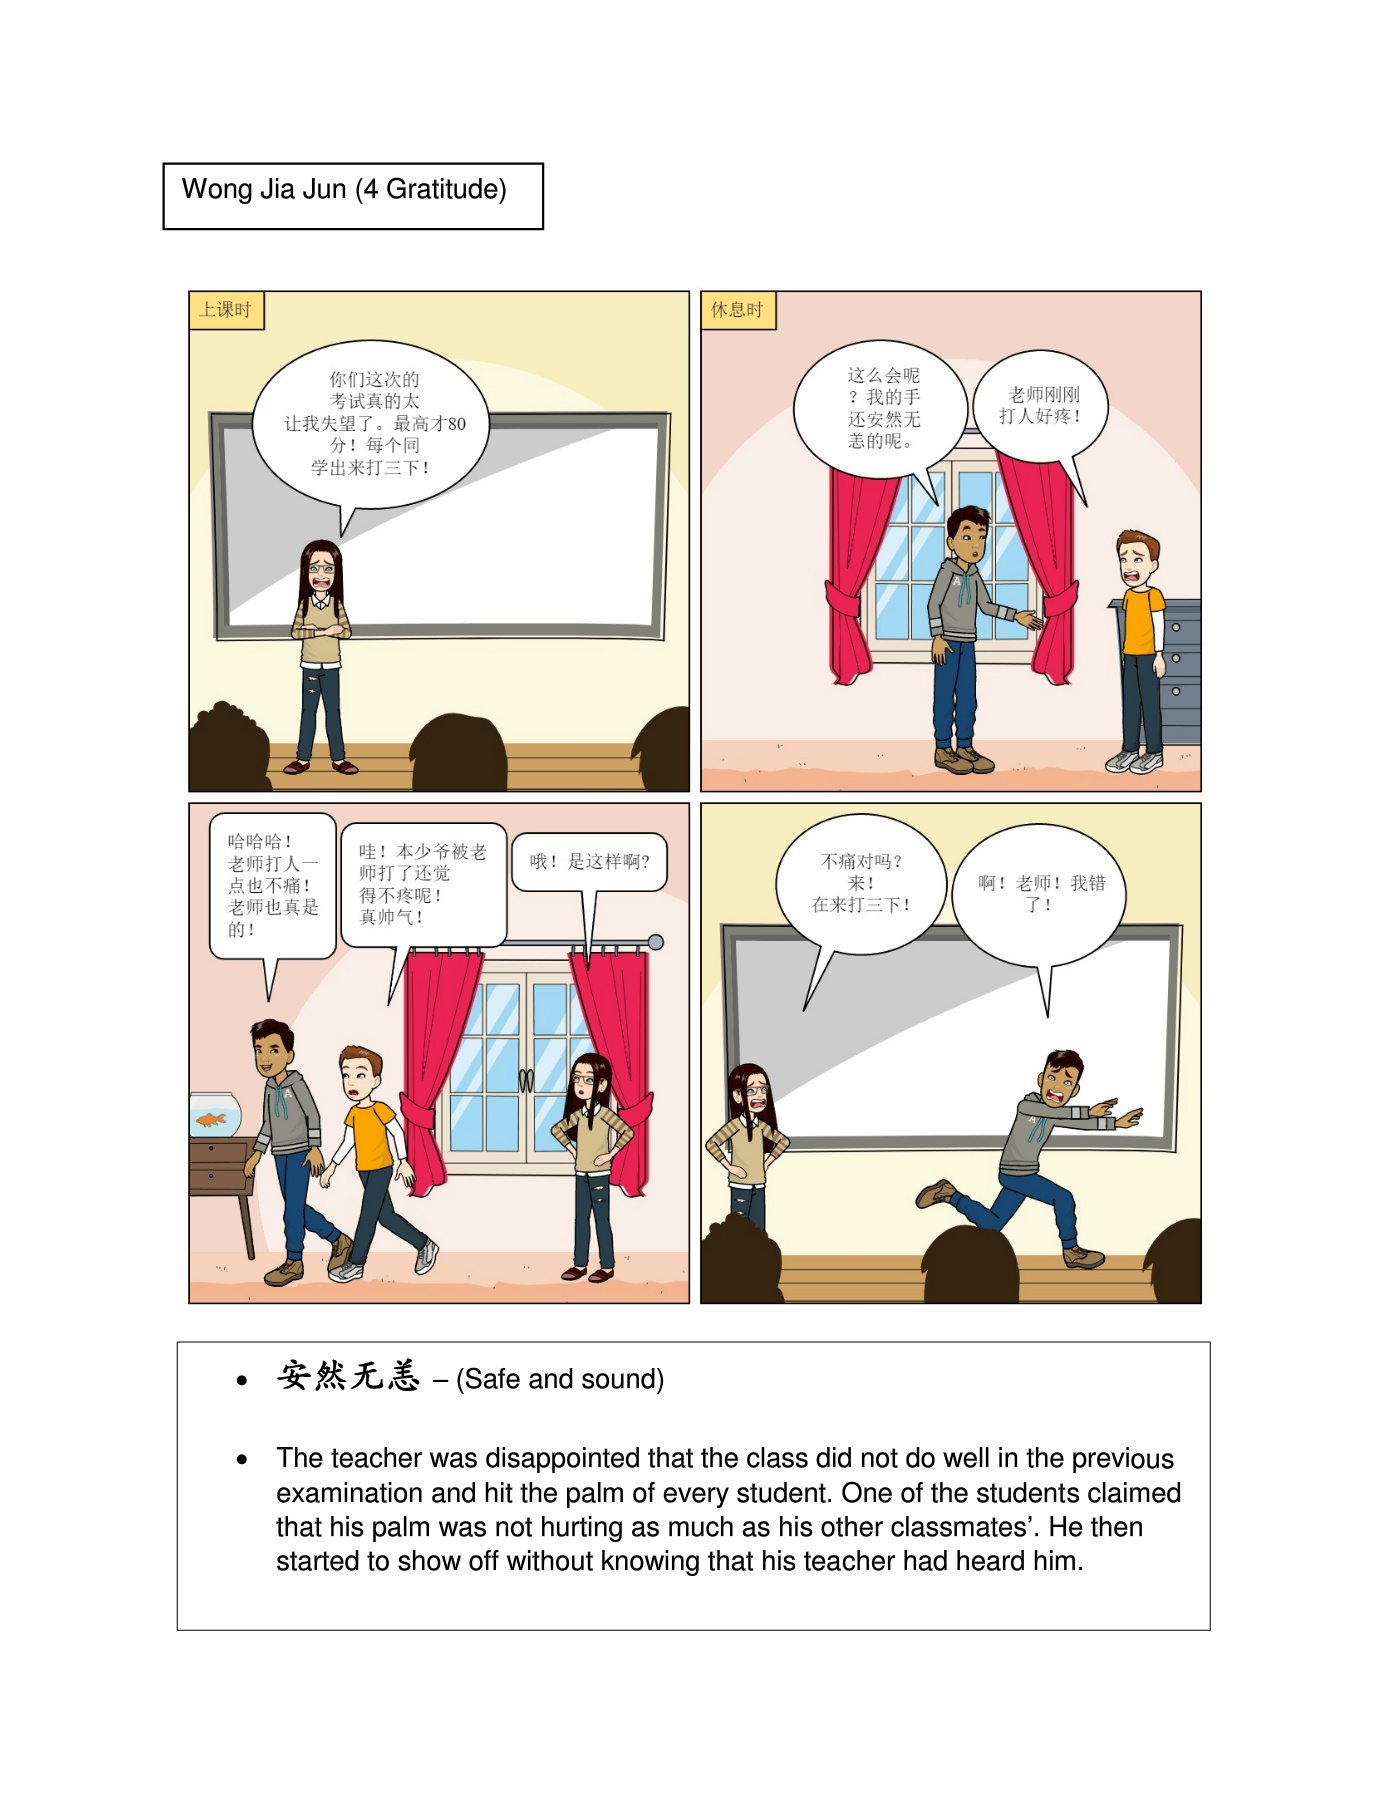 Wong Jia Jun (4 Gratitude)
上课时
你们这次的
考试真的太
让我失望了。最高才80
分！每个同
学出来打三下！
休息时
这么会呢
？我的手
还安然无
恙的呢。
老师刚刚
打人好疼！
哈哈哈！
老师打人一
点也不痛！
老师也真是
的！
哇！本少爷被老
师打了还觉
得不疼呢！
真帅气！
哦！是这样啊?
不痛对吗？
来！
在来打三下！
啊！老师！我错
了！
• 安然无恙 – (Safe and sound)
• The teacher was disappointed that the class did not do well in the previous
examination and hit the palm of every student. One of the students claimed
that his palm was not hurting as much as his other classmates’. He then
started to show off without knowing that his teacher had heard him.